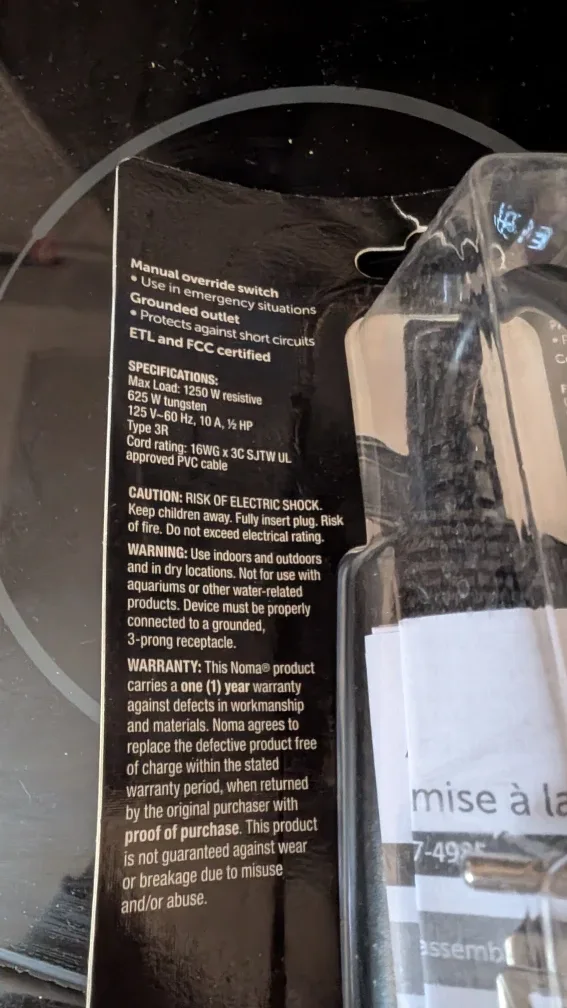 Manual override switch
• Use in emergency situations
Grounded outlet
• Protects against short circuits
ETL and FCC certified
SPECIFICATIONS:
Max Load: 1250 W resistive
625 W tungsten
125 V~60 Hz, 10 A, ½ HP
Type 3R
Cord rating: 16WG x 3C SJTW UL
approved PVC cable
CAUTION: RISK OF ELECTRIC SHOCK.
Keep children away. Fully insert plug. Risk
of fire. Do not exceed electrical rating.
WARNING: Use indoors and outdoors
and in dry locations. Not for use with
aquariums or other water-related
products. Device must be properly
connected to a grounded,
3-prong receptacle.
WARRANTY: This Noma® product
carries a one (1) year warranty
against defects in workmanship
and materials. Noma agrees to
replace the defective product free
of charge within the stated
warranty period, when returned
by the original purchaser with
proof of purchase. This product
is not guaranteed against wear
or breakage due to misuse
and/or abuse.
mise à la
assemb